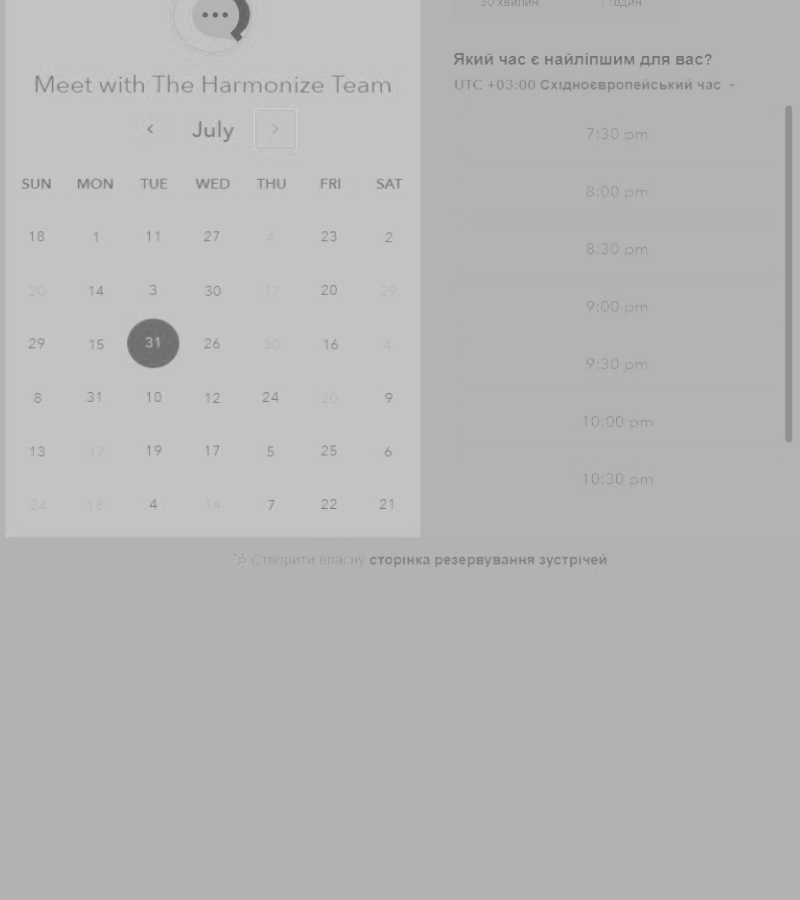 Meet with The Harmonize Team
July
SUN MON TUE WED THU FRI SAT
18 1 11 27 4 23 2
20 14 3 30 17 20 29
29 15 31 26 30 16 4
8 31 10 12 24 20 9
13 17 19 17 5 25 6
24 18 4 14 7 22 21
30 хвилин 1 годин
Який час є найліпшим для вас?
UTC +03:00 Східноєвропейський час
7:30 pm
8:00 pm
8:30 pm
9:00 pm
9:30 pm
10:00 pm
10:30 pm
Створити власну сторінка резервування зустрічей